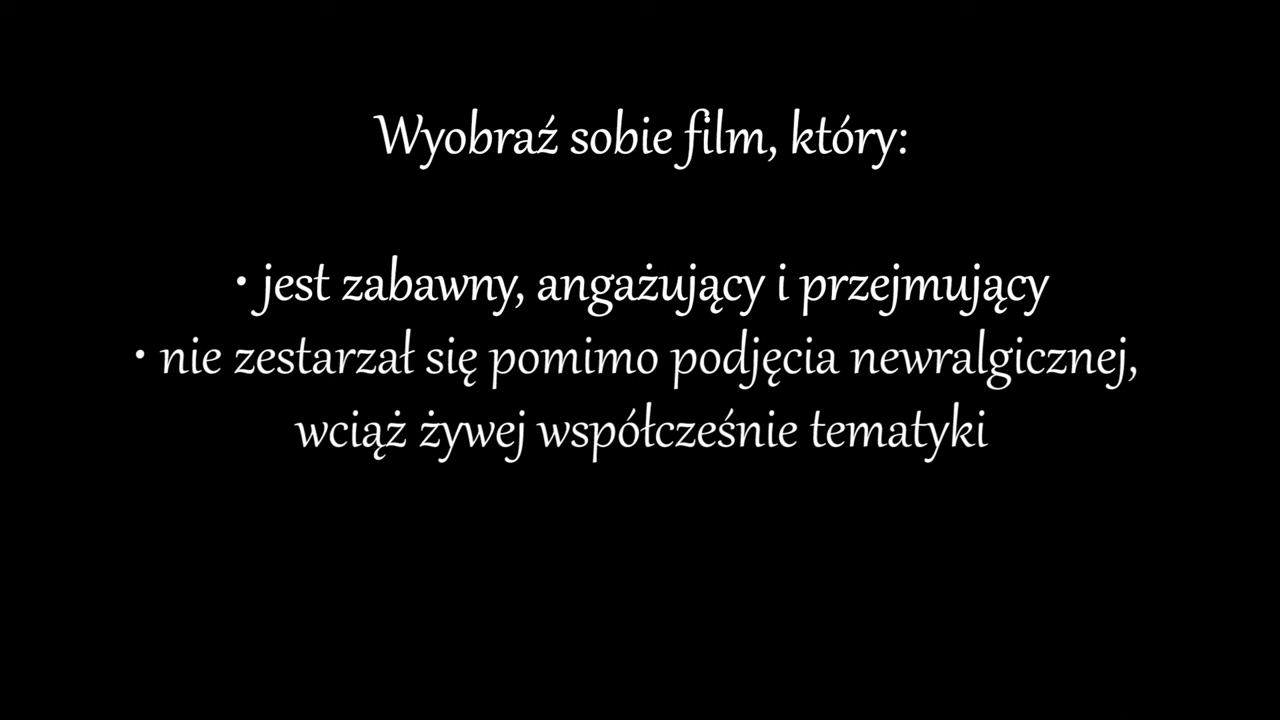 Wyobraź sobie film, który:
• jest zabawny, angażujący i przejmujący
• nie zestarzał się pomimo podjęcia newralgicznej,
wciąż żywej współcześnie tematyki